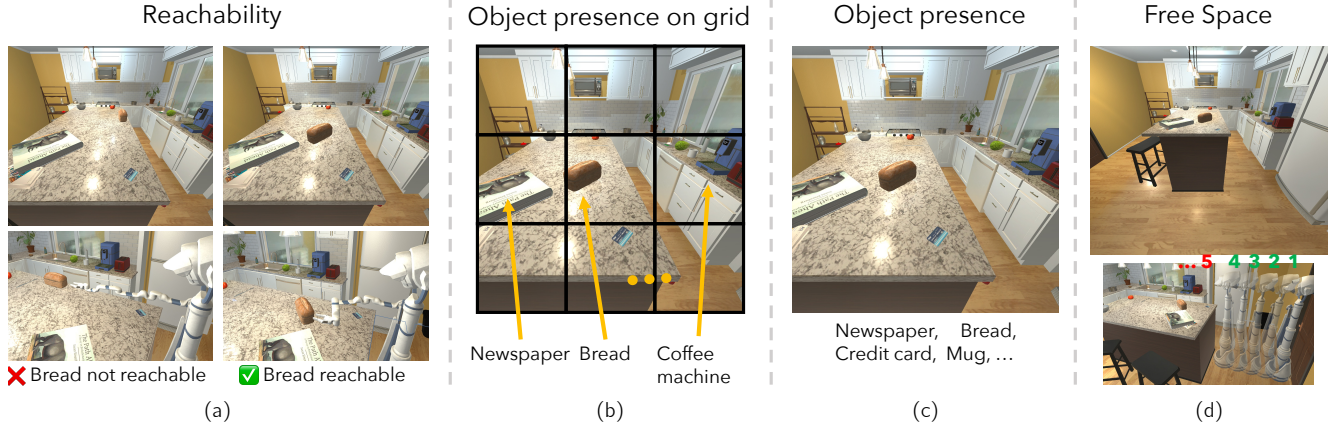 Reachability
Object presence on grid
Object presence
Free Space
... 5 4 3 2 1
Newspaper Bread Coffee
machine
Newspaper, Bread,
Credit card, Mug, ...
❌ Bread not reachable
✅ Bread reachable
(a)
(b)
(c)
(d)